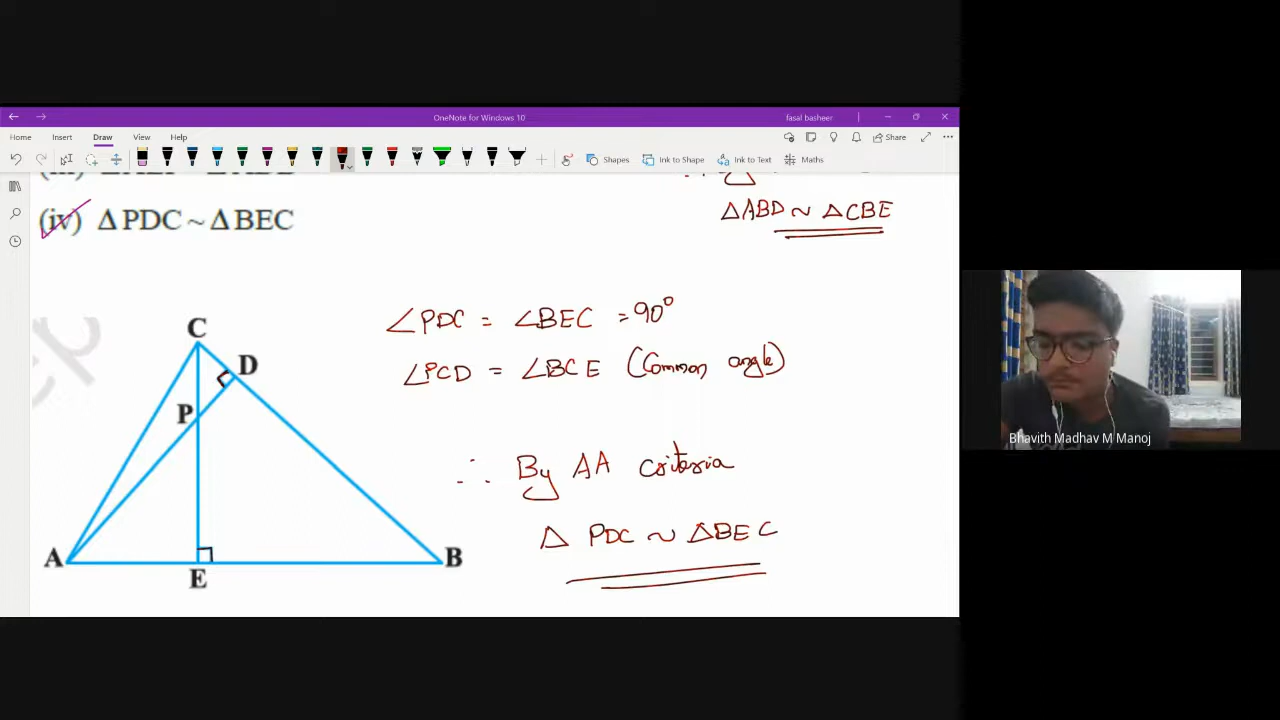 OneNote for Windows 10
fasal basheer
Home Insert Draw View Help
Share
Shapes
Ink to Shape
Ink to Text
Maths
(iv) Δ PDC ~ Δ BEC
ΔABD ~ ΔCBE
∠PDC = ∠BEC = 90°
∠PCD = ∠BCE (Common angle)
∴ By AA criteria
Δ PDC ~ ΔBEC
C
D
P
A
B
E
Bhavith Madhav M Manoj